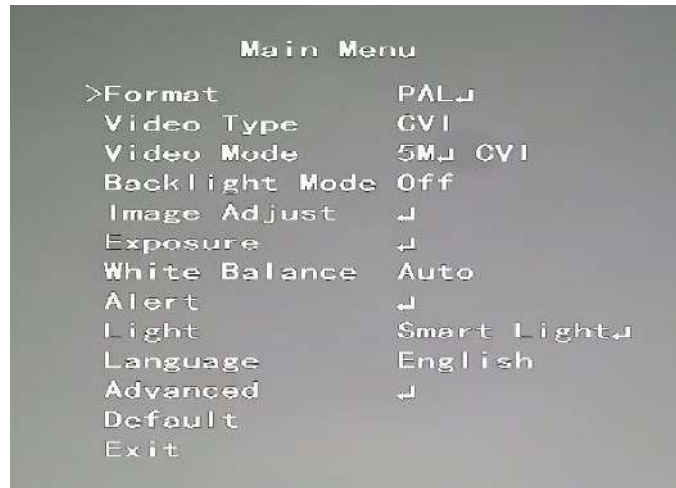 Main Menu
>Format PAL↵
Video Type CVI
Video Mode 5M↵ CVI
Backlight Mode Off
Image Adjust ↵
Exposure ↵
White Balance Auto
Alert ↵
Light Smart Light↵
Language English
Advanced ↵
Default
Exit